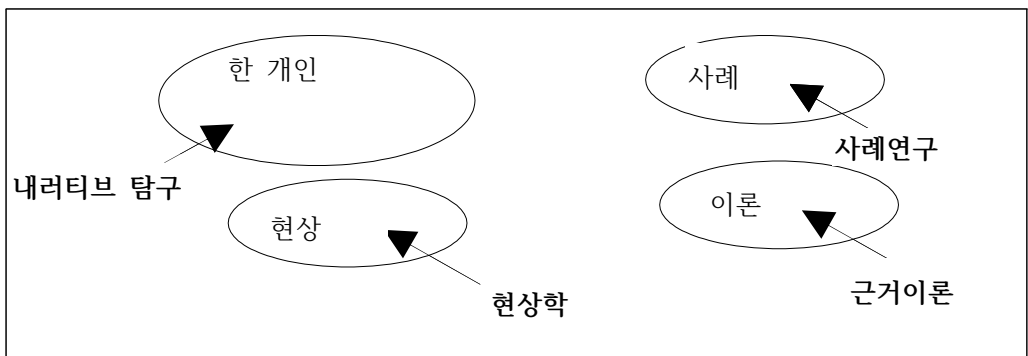 한 개인
사례
사례연구
내러티브 탐구
현상
이론
현상학
근거이론